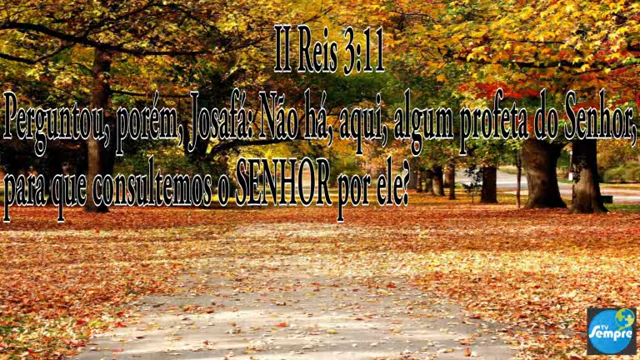 II Reis 3:11
Perguntou, porém, Josafá: Não há, aqui, algum profeta do Senhor,
para que consultemos o SENHOR por ele?
TV
Sempre